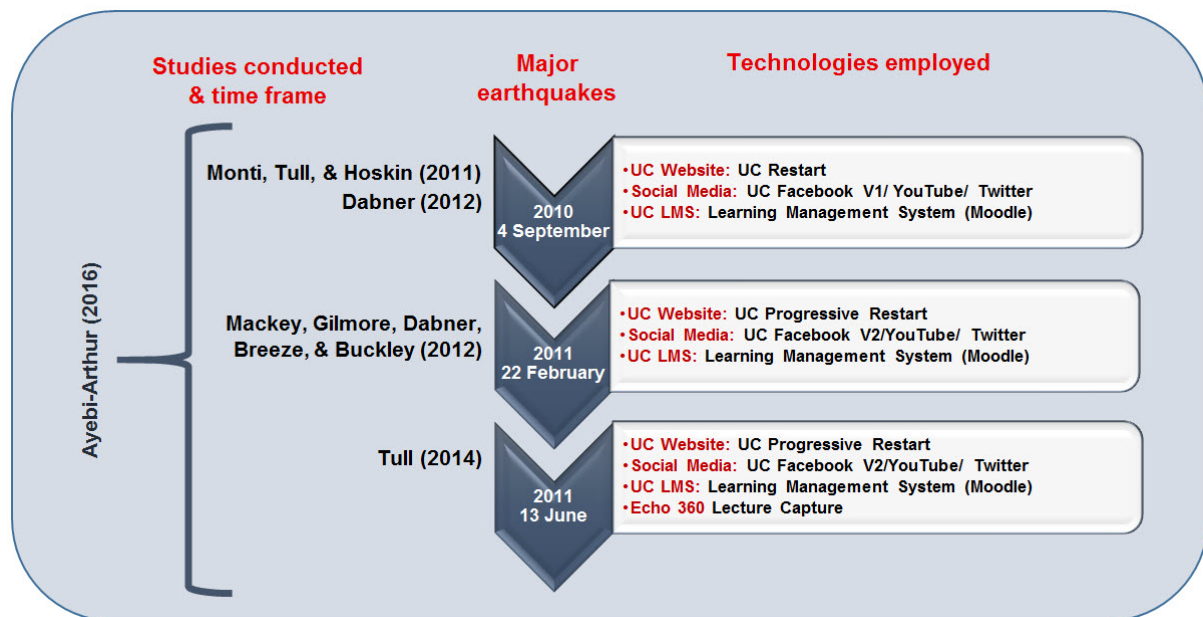 Studies conducted
& time frame
Major
earthquakes
Technologies employed
Ayebi-Arthur (2016)
Monti, Tull, & Hoskin (2011)
Dabner (2012)
2010
4 September
•UC Website: UC Restart
•Social Media: UC Facebook V1/ YouTube/ Twitter
•UC LMS: Learning Management System (Moodle)
Mackey, Gilmore, Dabner,
Breeze, & Buckley (2012)
2011
22 February
•UC Website: UC Progressive Restart
•Social Media: UC Facebook V2/YouTube/ Twitter
•UC LMS: Learning Management System (Moodle)
Tull (2014)
2011
13 June
•UC Website: UC Progressive Restart
•Social Media: UC Facebook V2/YouTube/ Twitter
•UC LMS: Learning Management System (Moodle)
•Echo 360 Lecture Capture